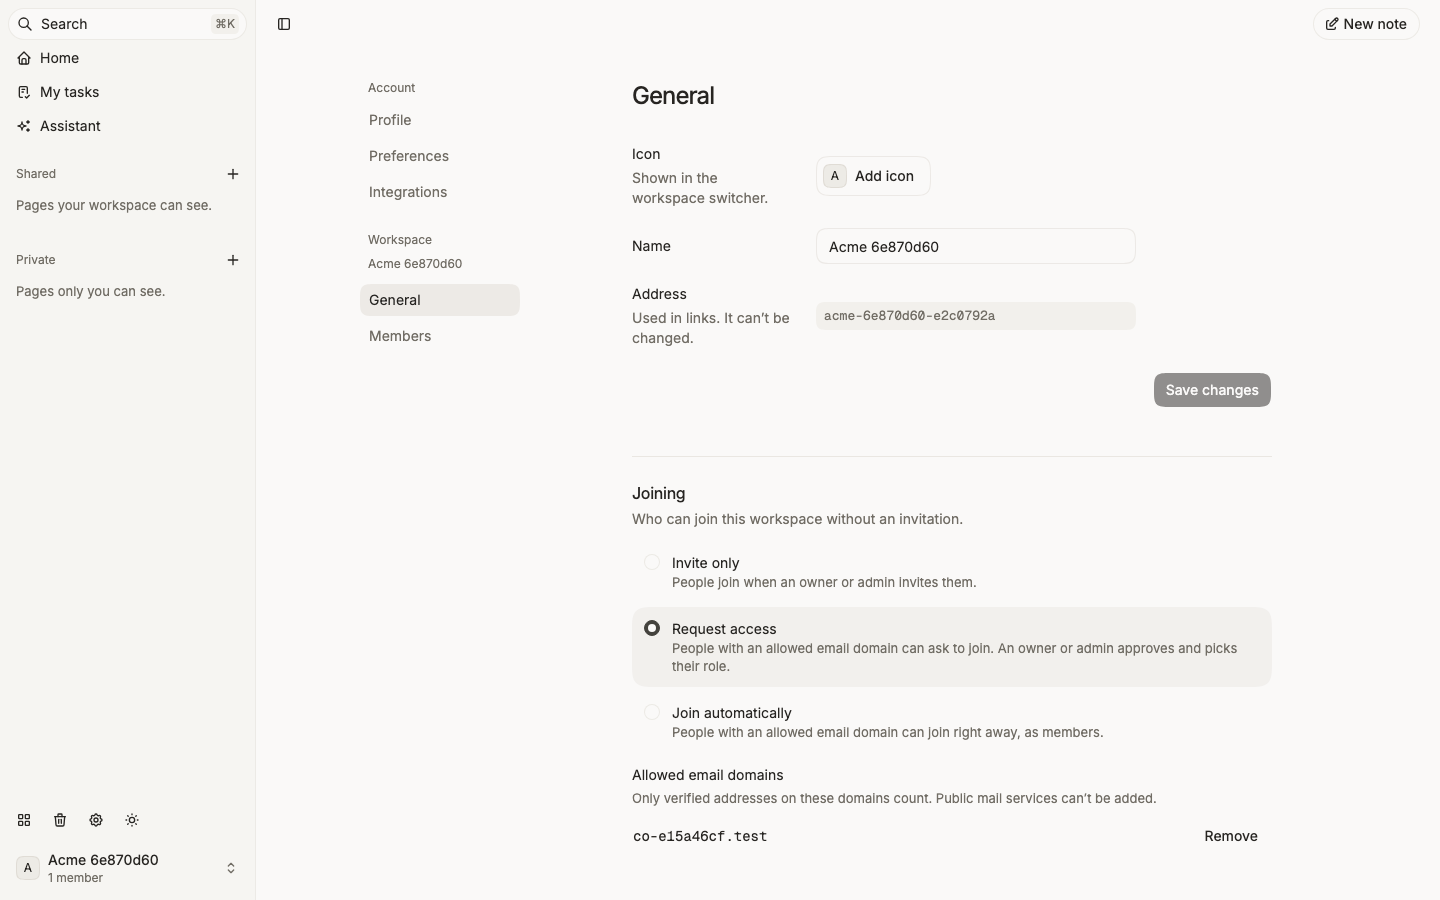 Search ⌘K
New note
Home
My tasks
Assistant
Shared
Pages your workspace can see.
Private
Pages only you can see.
A
Acme 6e870d60
1 member
Account
Profile
Preferences
Integrations
Workspace
Acme 6e870d60
General
Members
General
Icon
Shown in the
workspace switcher.
A Add icon
Name
Acme 6e870d60
Address
Used in links. It can’t be
changed.
acme-6e870d60-e2c0792a
Save changes
Joining
Who can join this workspace without an invitation.
Invite only
People join when an owner or admin invites them.
Request access
People with an allowed email domain can ask to join. An owner or admin approves and picks
their role.
Join automatically
People with an allowed email domain can join right away, as members.
Allowed email domains
Only verified addresses on these domains count. Public mail services can’t be added.
co-e15a46cf.test
Remove